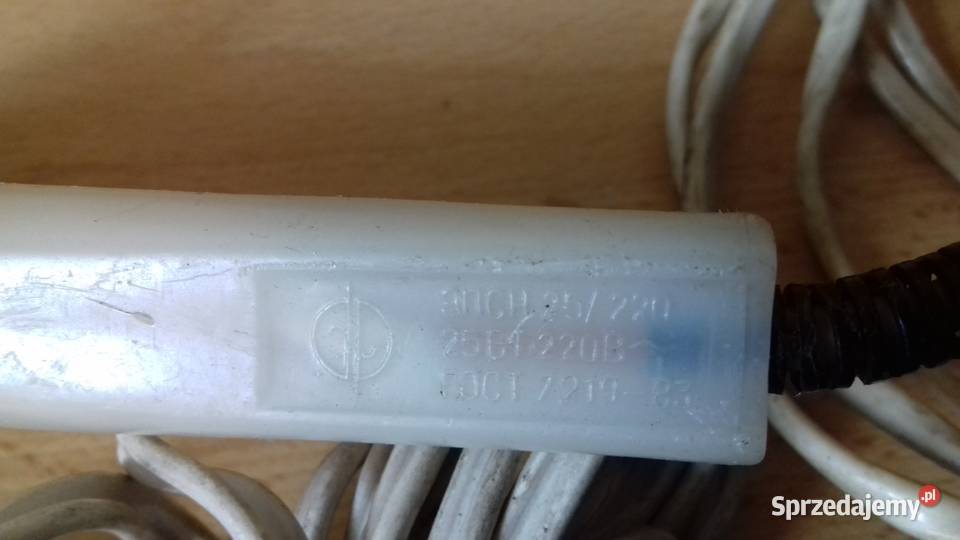 ЭПСН 25/220
25Вт 220В~
ГОСТ 7219-83
Sprzedajemy.pl